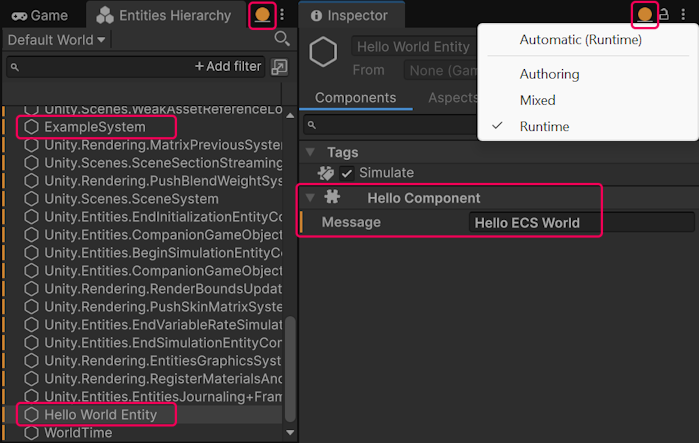 Game
Entities Hierarchy
Default World
Add filter
Unity.Scenes.WeakAssetReferenceLo
ExampleSystem
Unity.Rendering.MatrixPreviousSystem
Unity.Scenes.SceneSectionStreaming
Unity.Rendering.PushBlendWeightSys
Unity.Scenes.SceneSystem
Unity.Entities.EndInitializationEntityCo
Unity.Entities.CompanionGameObject
Unity.Entities.BeginSimulationEntityCo
Unity.Entities.CompanionGameObject
Unity.Rendering.RenderBoundsUpdat
Unity.Rendering.PushSkinMatrixSystem
Unity.Entities.EndVariableRateSimulat
Unity.Entities.EndSimulationEntityCom
Unity.Rendering.EntitiesGraphicsSyst
Unity.Rendering.RegisterMaterialsAnd
Unity.Entities.EntitiesJournaling+Fram
Hello World Entity
WorldTime
Inspector
Hello World Entity
From None (Gam
Components Aspects
Automatic (Runtime)
Authoring
Mixed
Runtime
Tags
Simulate
Hello Component
Message Hello ECS World